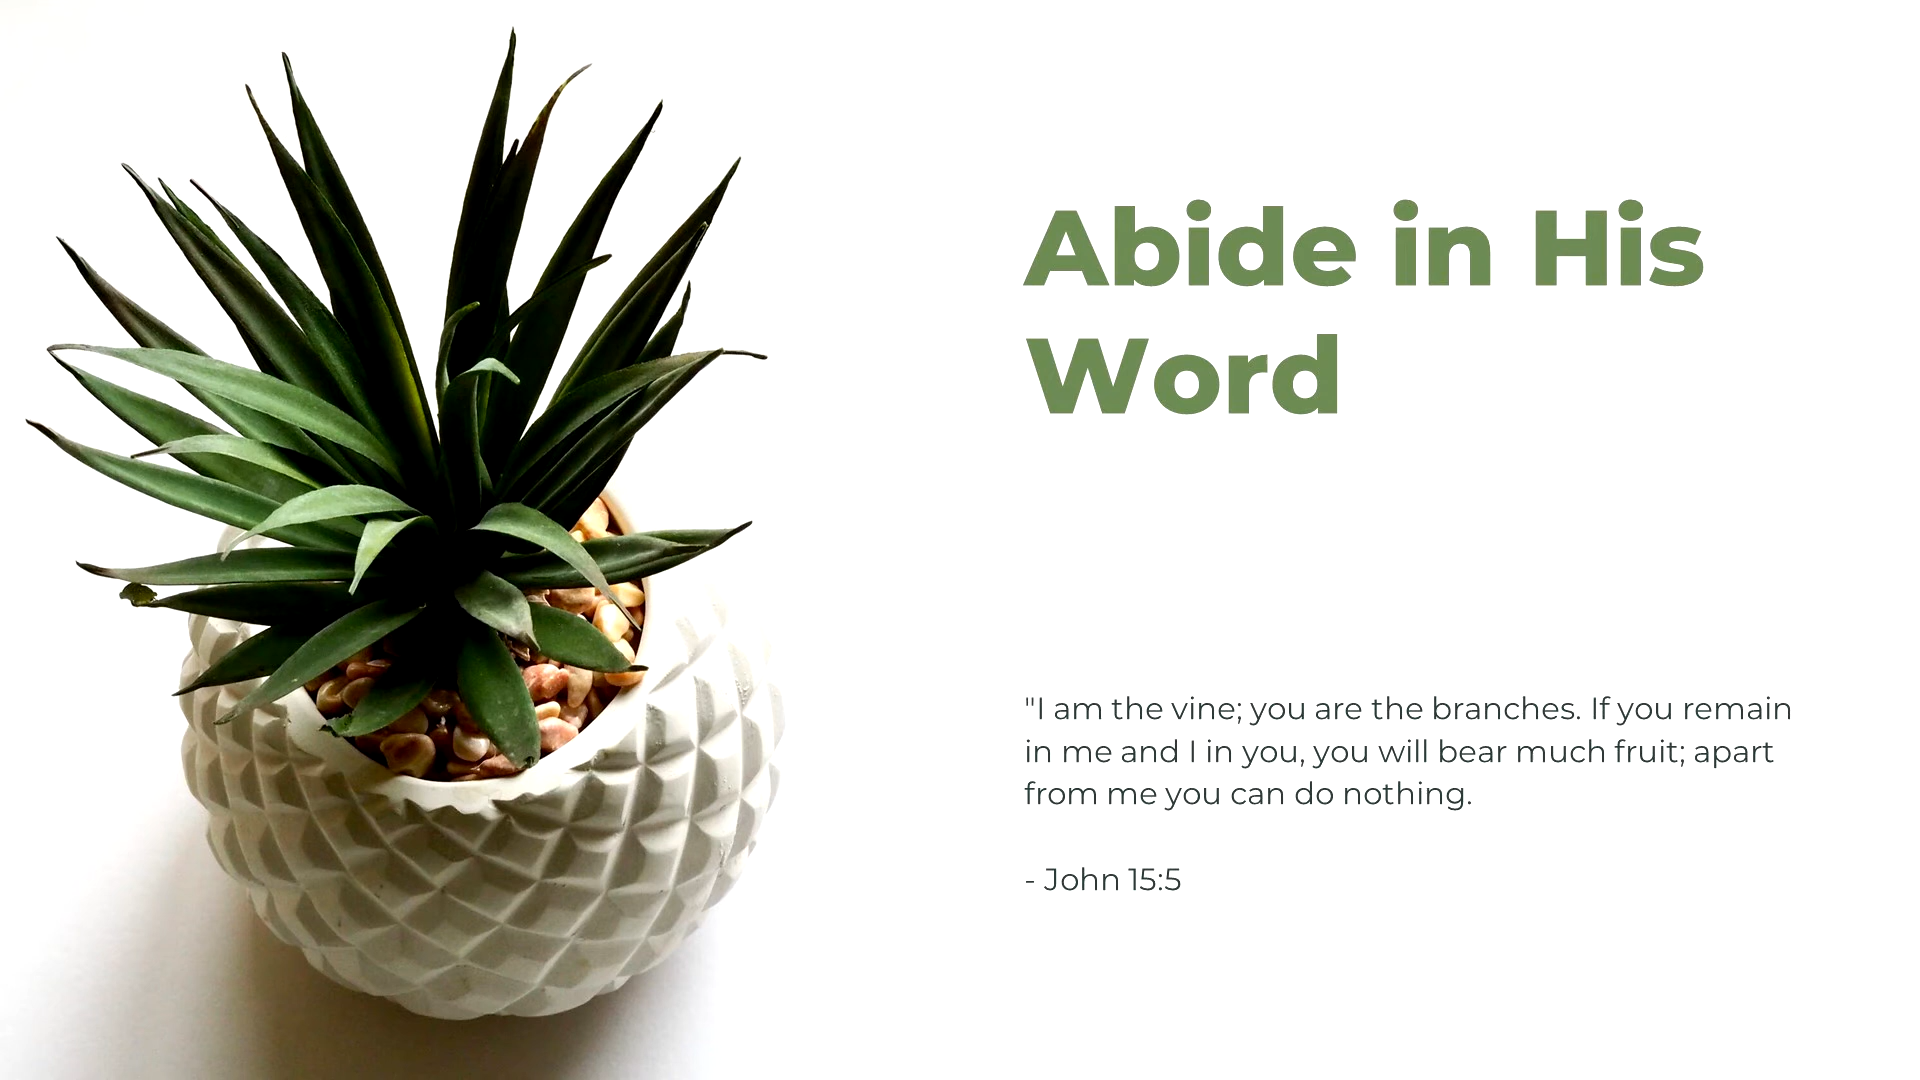 Abide in His
Word
"I am the vine; you are the branches. If you remain
in me and I in you, you will bear much fruit; apart
from me you can do nothing.
- John 15:5